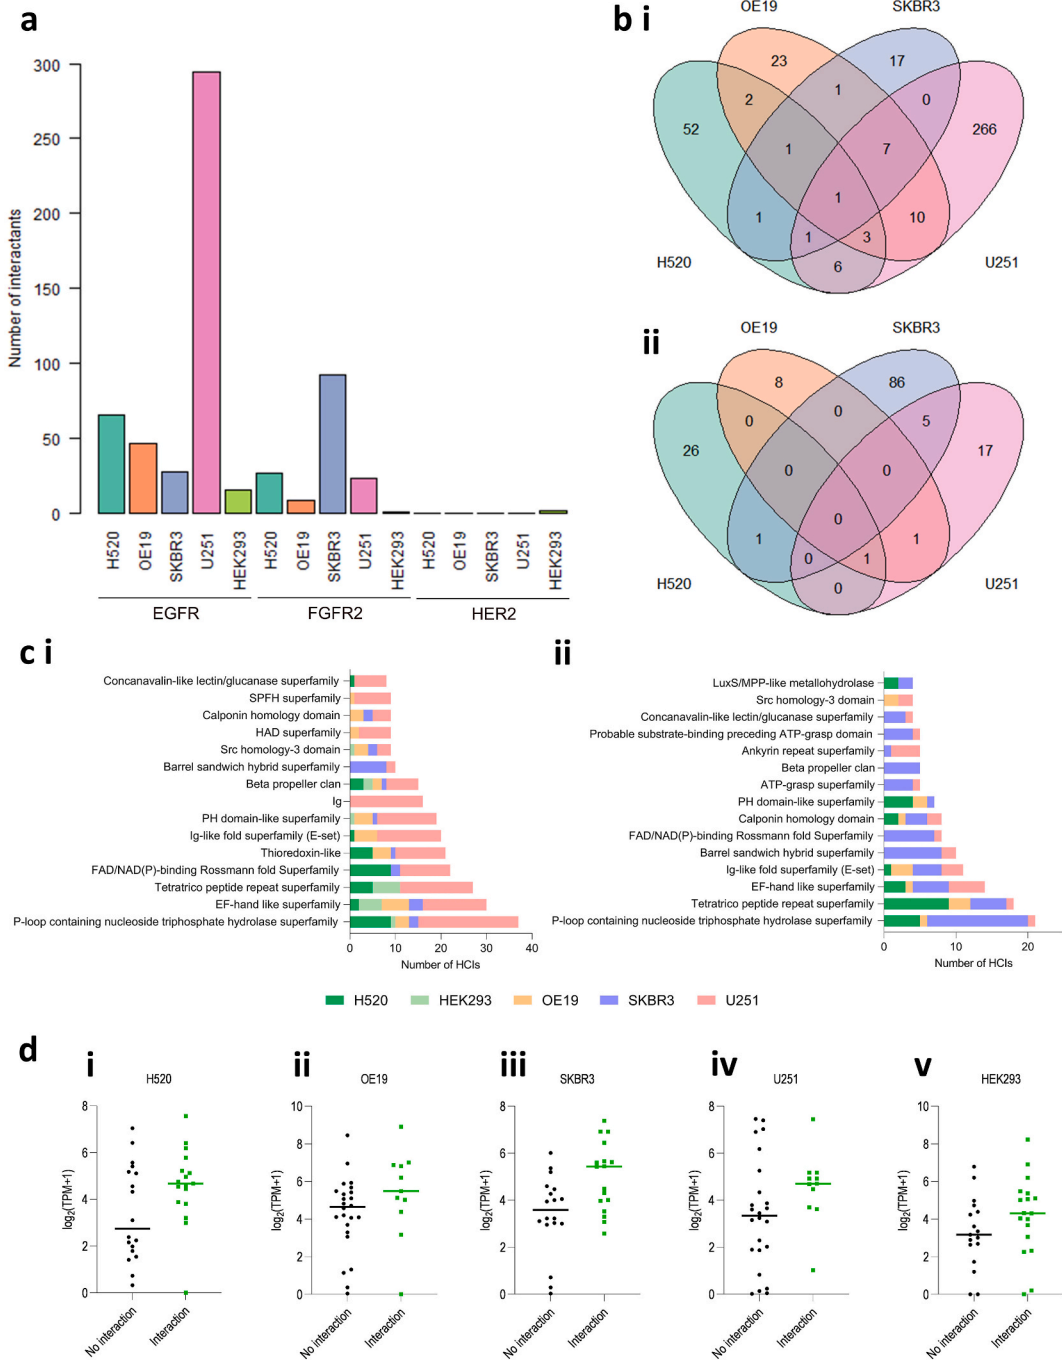 a
Number of interactants
300
250
200
150
100
50
0
H520 OE19 SKBR3 U251 HEK293 H520 OE19 SKBR3 U251 HEK293 H520 OE19 SKBR3 U251 HEK293
EGFR FGFR2 HER2
b i
OE19 SKBR3
23 17
2 1 0
52 266
1 7
1
1 10
1 3
6
H520 U251
ii
OE19 SKBR3
8 86
0 0 5
26 17
0 0
0
1 1
0 1
0
H520 U251
c i
Concanavalin-like lectin/glucanase superfamily
SPFH superfamily
Calponin homology domain
HAD superfamily
Src homology-3 domain
Barrel sandwich hybrid superfamily
Beta propeller clan
Ig
PH domain-like superfamily
Ig-like fold superfamily (E-set)
Thioredoxin-like
FAD/NAD(P)-binding Rossmann fold Superfamily
Tetratrico peptide repeat superfamily
EF-hand like superfamily
P-loop containing nucleoside triphosphate hydrolase superfamily
0 10 20 30 40
Number of HCIs
ii
LuxS/MPP-like metallohydrolase
Src homology-3 domain
Concanavalin-like lectin/glucanase superfamily
Probable substrate-binding preceding ATP-grasp domain
Ankyrin repeat superfamily
Beta propeller clan
ATP-grasp superfamily
PH domain-like superfamily
Calponin homology domain
FAD/NAD(P)-binding Rossmann fold Superfamily
Barrel sandwich hybrid superfamily
Ig-like fold superfamily (E-set)
EF-hand like superfamily
Tetratrico peptide repeat superfamily
P-loop containing nucleoside triphosphate hydrolase superfamily
0 10 20
Number of HCIs
H520 HEK293 OE19 SKBR3 U251
d
i
H520
log2(TPM+1)
8
6
4
2
0
No interaction
Interaction
ii
OE19
log2(TPM+1)
10
8
6
4
2
0
No interaction
Interaction
iii
SKBR3
log2(TPM+1)
8
6
4
2
0
No interaction
Interaction
iv
U251
log2(TPM+1)
8
6
4
2
0
No interaction
Interaction
v
HEK293
log2(TPM+1)
10
8
6
4
2
0
No interaction
Interaction